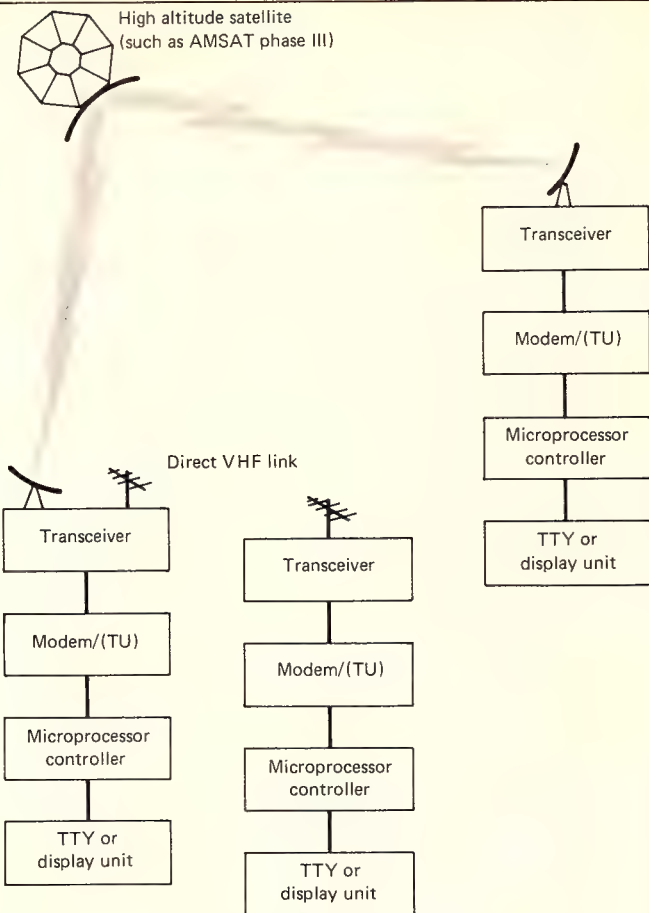 High altitude satellite
(such as AMSAT phase III)
Transceiver
Modem/(TU)
Microprocessor
controller
TTY or
display unit
Direct VHF link
Transceiver
Modem/(TU)
Microprocessor
controller
TTY or
display unit
Transceiver
Modem/(TU)
Microprocessor
controller
TTY or
display unit